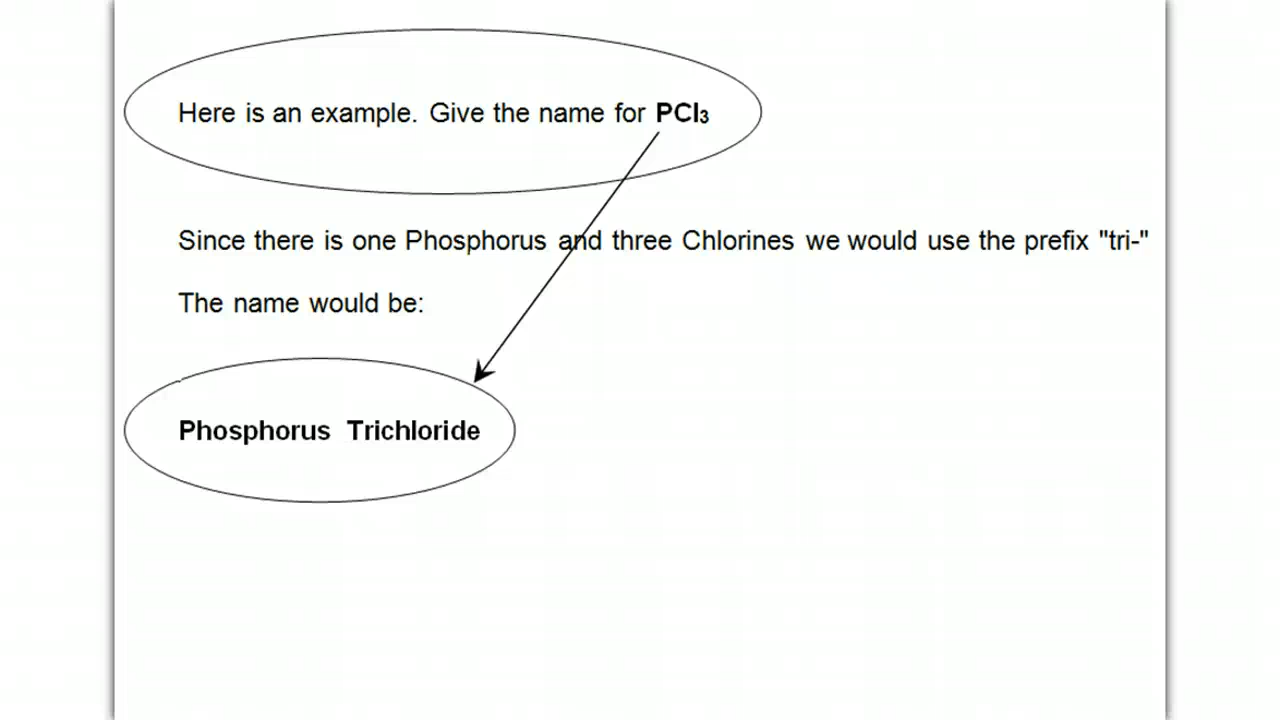 Here is an example. Give the name for PCl₃
Since there is one Phosphorus and three Chlorines we would use the prefix "tri-"
The name would be:
Phosphorus Trichloride